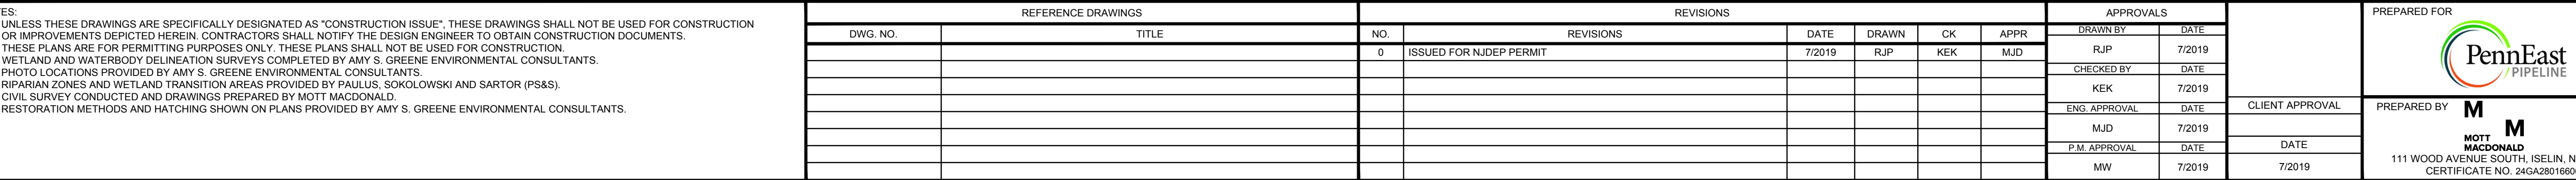 ES:
UNLESS THESE DRAWINGS ARE SPECIFICALLY DESIGNATED AS "CONSTRUCTION ISSUE", THESE DRAWINGS SHALL NOT BE USED FOR CONSTRUCTION
OR IMPROVEMENTS DEPICTED HEREIN. CONTRACTORS SHALL NOTIFY THE DESIGN ENGINEER TO OBTAIN CONSTRUCTION DOCUMENTS.
THESE PLANS ARE FOR PERMITTING PURPOSES ONLY. THESE PLANS SHALL NOT BE USED FOR CONSTRUCTION.
WETLAND AND WATERBODY DELINEATION SURVEYS COMPLETED BY AMY S. GREENE ENVIRONMENTAL CONSULTANTS.
PHOTO LOCATIONS PROVIDED BY AMY S. GREENE ENVIRONMENTAL CONSULTANTS.
RIPARIAN ZONES AND WETLAND TRANSITION AREAS PROVIDED BY PAULUS, SOKOLOWSKI AND SARTOR (PS&S).
CIVIL SURVEY CONDUCTED AND DRAWINGS PREPARED BY MOTT MACDONALD.
RESTORATION METHODS AND HATCHING SHOWN ON PLANS PROVIDED BY AMY S. GREENE ENVIRONMENTAL CONSULTANTS.
REFERENCE DRAWINGS
DWG. NO. TITLE
REVISIONS
NO. REVISIONS DATE DRAWN CK APPR
0 ISSUED FOR NJDEP PERMIT 7/2019 RJP KEK MJD
APPROVALS
DRAWN BY DATE
RJP 7/2019
CHECKED BY DATE
KEK 7/2019
ENG. APPROVAL DATE
MJD 7/2019
P.M. APPROVAL DATE
MW 7/2019
CLIENT APPROVAL
DATE
7/2019
PREPARED FOR
PennEast
PIPELINE
PREPARED BY
M
M
MOTT
MACDONALD
111 WOOD AVENUE SOUTH, ISELIN, N
CERTIFICATE NO. 24GA2801660